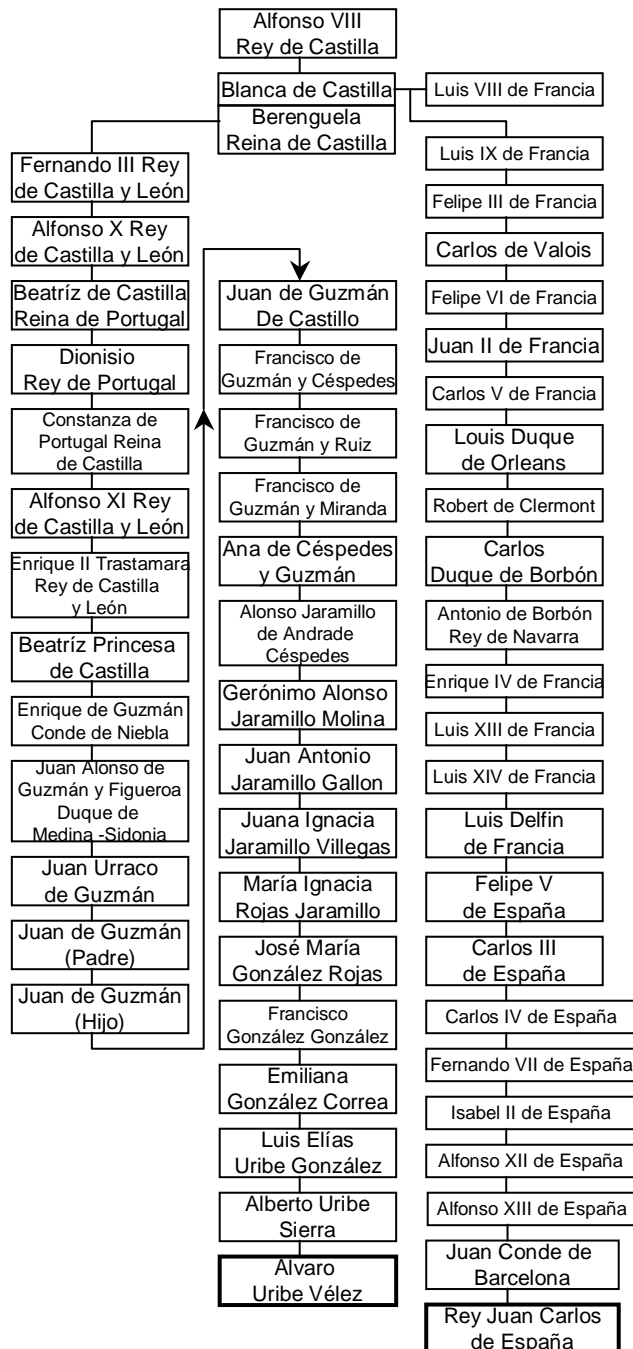 Alfonso VIII
Rey de Castilla
Blanca de Castilla
Berenguela
Reina de Castilla
Fernando III Rey
de Castilla y León
Alfonso X Rey
de Castilla y León
Beatríz de Castilla
Reina de Portugal
Dionisio
Rey de Portugal
Constanza de
Portugal Reina
de Castilla
Alfonso XI Rey
de Castilla y León
Enrique II Trastamara
Rey de Castilla
y León
Beatríz Princesa
de Castilla
Enrique de Guzmán
Conde de Niebla
Juan Alonso de
Guzmán y Figueroa
Duque de
Medina -Sidonia
Juan Urraco
de Guzmán
Juan de Guzmán
(Padre)
Juan de Guzmán
(Hijo)
Juan de Guzmán
De Castillo
Francisco de
Guzmán y Céspedes
Francisco de
Guzmán y Ruiz
Francisco de
Guzmán y Miranda
Ana de Céspedes
y Guzmán
Alonso Jaramillo
de Andrade
Céspedes
Gerónimo Alonso
Jaramillo Molina
Juan Antonio
Jaramillo Gallon
Juana Ignacia
Jaramillo Villegas
María Ignacia
Rojas Jaramillo
José María
González Rojas
Francisco
González González
Emiliana
González Correa
Luis Elías
Uribe González
Alberto Uribe
Sierra
Alvaro
Uribe Vélez
Luis VIII de Francia
Luis IX de Francia
Felipe III de Francia
Carlos de Valois
Felipe VI de Francia
Juan II de Francia
Carlos V de Francia
Louis Duque
de Orleans
Robert de Clermont
Carlos
Duque de Borbón
Antonio de Borbón
Rey de Navarra
Enrique IV de Francia
Luis XIII de Francia
Luis XIV de Francia
Luis Delfin
de Francia
Felipe V
de España
Carlos III
de España
Carlos IV de España
Fernando VII de España
Isabel II de España
Alfonso XII de España
Alfonso XIII de España
Juan Conde de
Barcelona
Rey Juan Carlos
de España